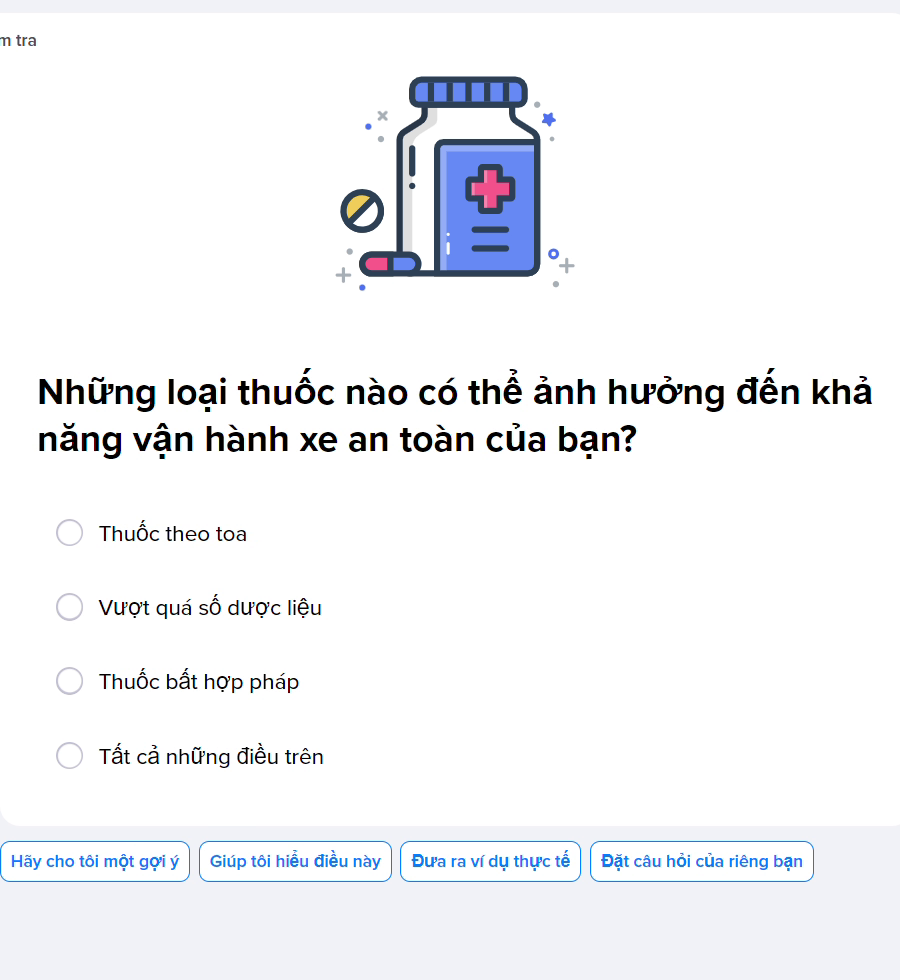 m tra
Những loại thuốc nào có thể ảnh hưởng đến khả
năng vận hành xe an toàn của bạn?
Thuốc theo toa
Vượt quá số dược liệu
Thuốc bất hợp pháp
Tất cả những điều trên
Hãy cho tôi một gợi ý
Giúp tôi hiểu điều này
Đưa ra ví dụ thực tế
Đặt câu hỏi của riêng bạn